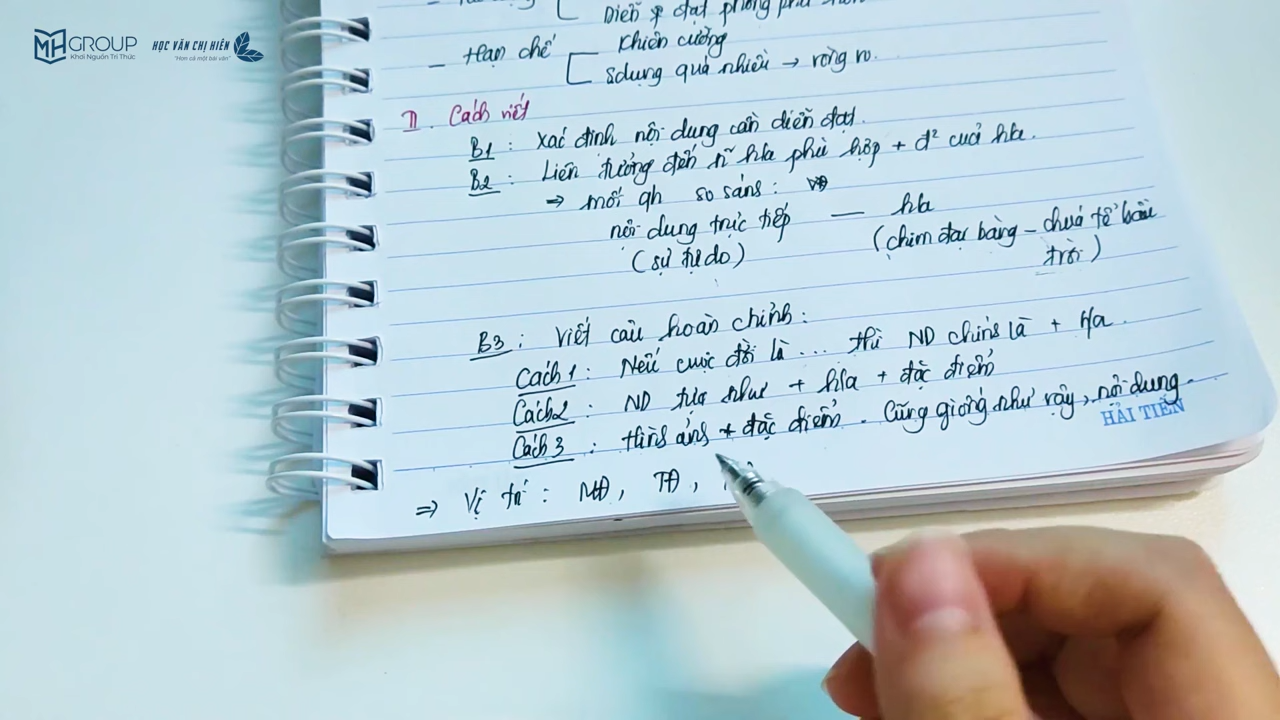 MH GROUP
Khơi Nguồn Tri Thức
HỌC VĂN CHỊ HIÊN
"Hơn cả một bài văn"
Diễn đạt phong phú
- Hạn chế
Khiên cưỡng
Sdụng quá nhiều → rông ro.
II. Cách viết
B1: Xác định nội dung cần diễn đạt.
B2: Liên tưởng đến h/a phù hợp + đ² của h/a.
⇒ mối qh so sánh:
nội dung trực tiếp — h/a
(sự tự do) (chim đại bàng - chúa tể bầu
trời)
B3: Viết câu hoàn chỉnh:
Cách 1: Nếu cuộc đời là ... thì ND chính là + h/a.
Cách 2: ND tựa như + h/a + đặc điểm
Cách 3: Hình ảnh + đặc điểm. Cũng giống như vậy, nội dung.
HẢI TIẾN
⇒ Vị trí: MĐ, TĐ,